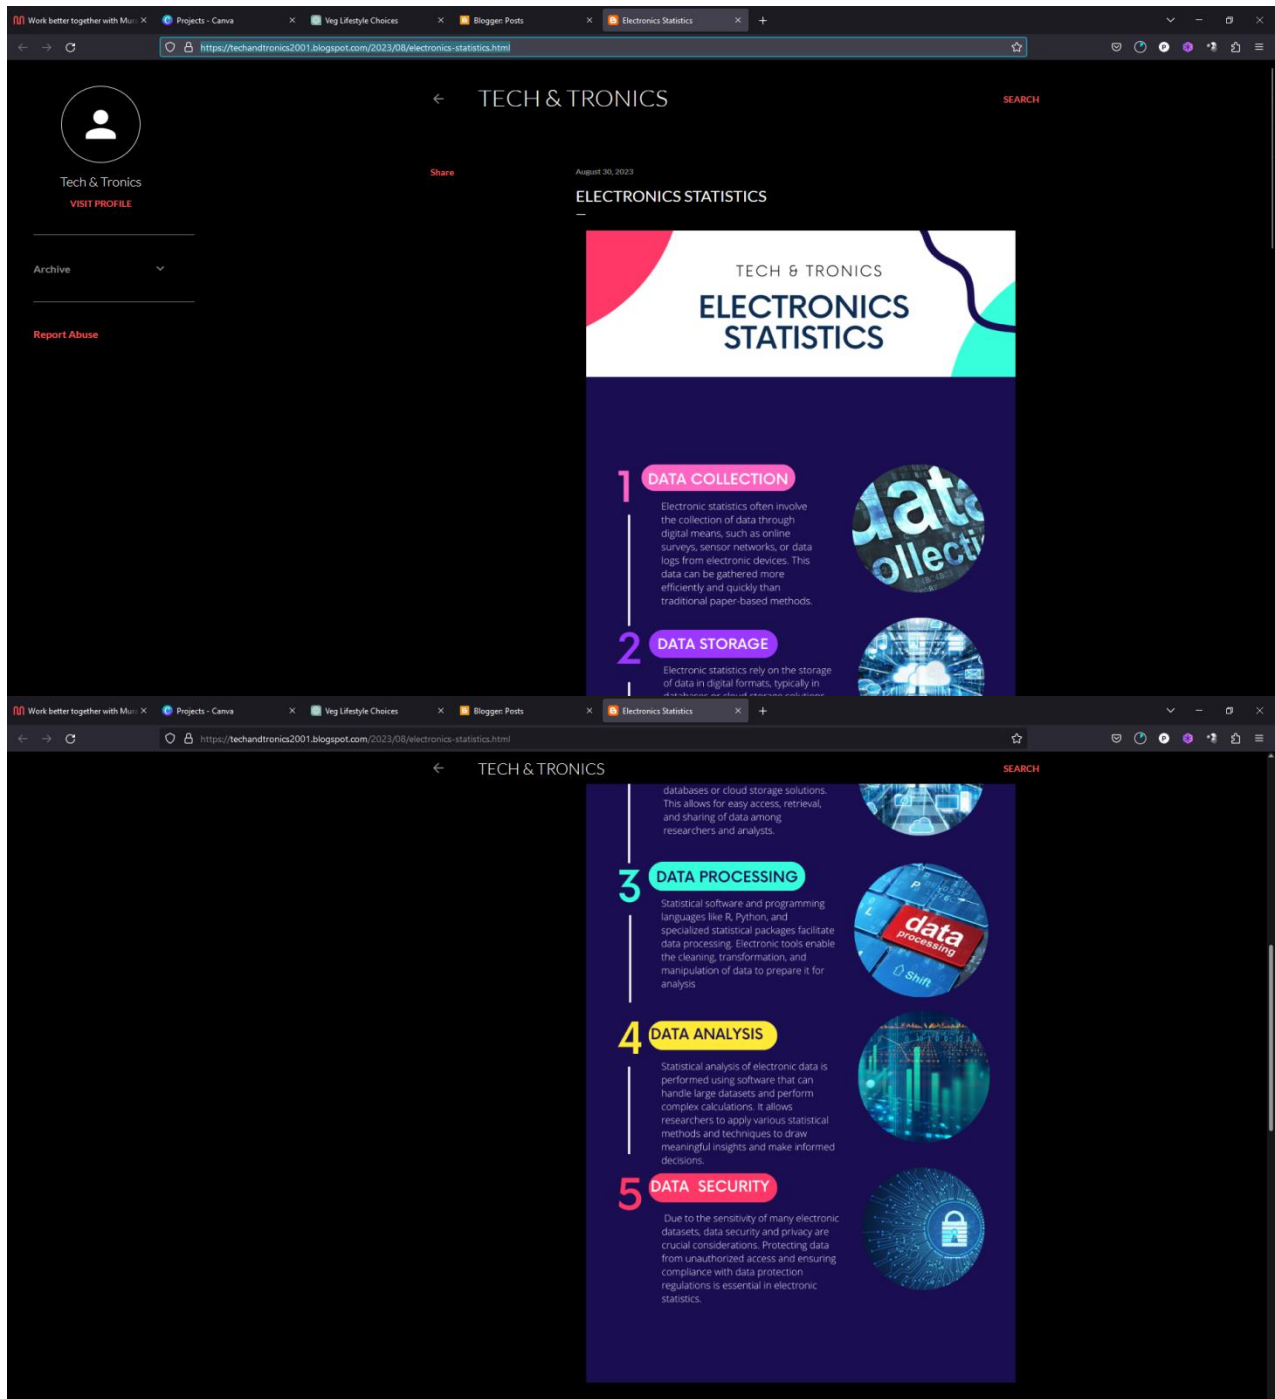 Work better together with Mur
Projects - Canva
Veg Lifestyle Choices
Blogger: Posts
Electronics Statistics
https://techandtronics2001.blogspot.com/2023/08/electronics-statistics.html
TECH & TRONICS
SEARCH
Tech & Tronics
VISIT PROFILE
Archive
Report Abuse
Share
August 30, 2023
ELECTRONICS STATISTICS
TECH & TRONICS
ELECTRONICS
STATISTICS
1 DATA COLLECTION
Electronic statistics often involve
the collection of data through
digital means, such as online
surveys, sensor networks, or data
logs from electronic devices. This
data can be gathered more
efficiently and quickly than
traditional paper-based methods.
data
collecti
2 DATA STORAGE
Electronic statistics rely on the storage
of data in digital formats, typically in
databases or cloud storage solutions
Work better together with Mur
Projects - Canva
Veg Lifestyle Choices
Blogger: Posts
Electronics Statistics
https://techandtronics2001.blogspot.com/2023/08/electronics-statistics.html
TECH & TRONICS
SEARCH
databases or cloud storage solutions.
This allows for easy access, retrieval,
and sharing of data among
researchers and analysts.
3 DATA PROCESSING
Statistical software and programming
languages like R, Python, and
specialized statistical packages facilitate
data processing. Electronic tools enable
the cleaning, transformation, and
manipulation of data to prepare it for
analysis
P
L
data
processing
Shift
4 DATA ANALYSIS
Statistical analysis of electronic data is
performed using software that can
handle large datasets and perform
complex calculations. It allows
researchers to apply various statistical
methods and techniques to draw
meaningful insights and make informed
decisions.
5 DATA SECURITY
Due to the sensitivity of many electronic
datasets, data security and privacy are
crucial considerations. Protecting data
from unauthorized access and ensuring
compliance with data protection
regulations is essential in electronic
statistics.